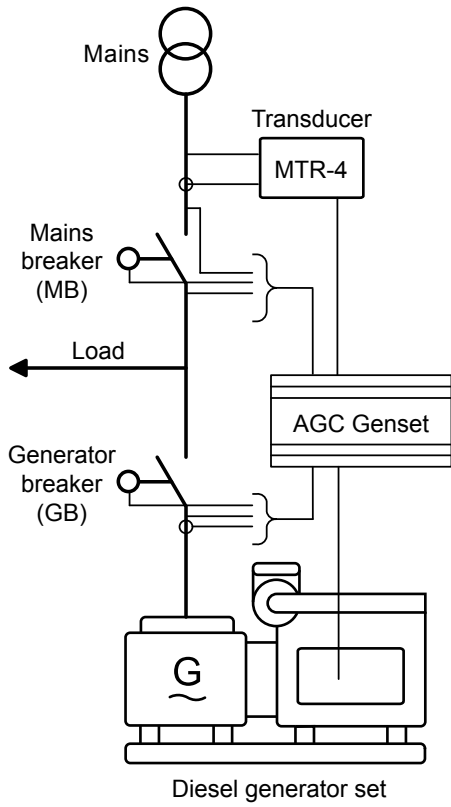 Mains
Transducer
MTR-4
Mains
breaker
(MB)
Load
AGC Genset
Generator
breaker
(GB)
G
Diesel generator set